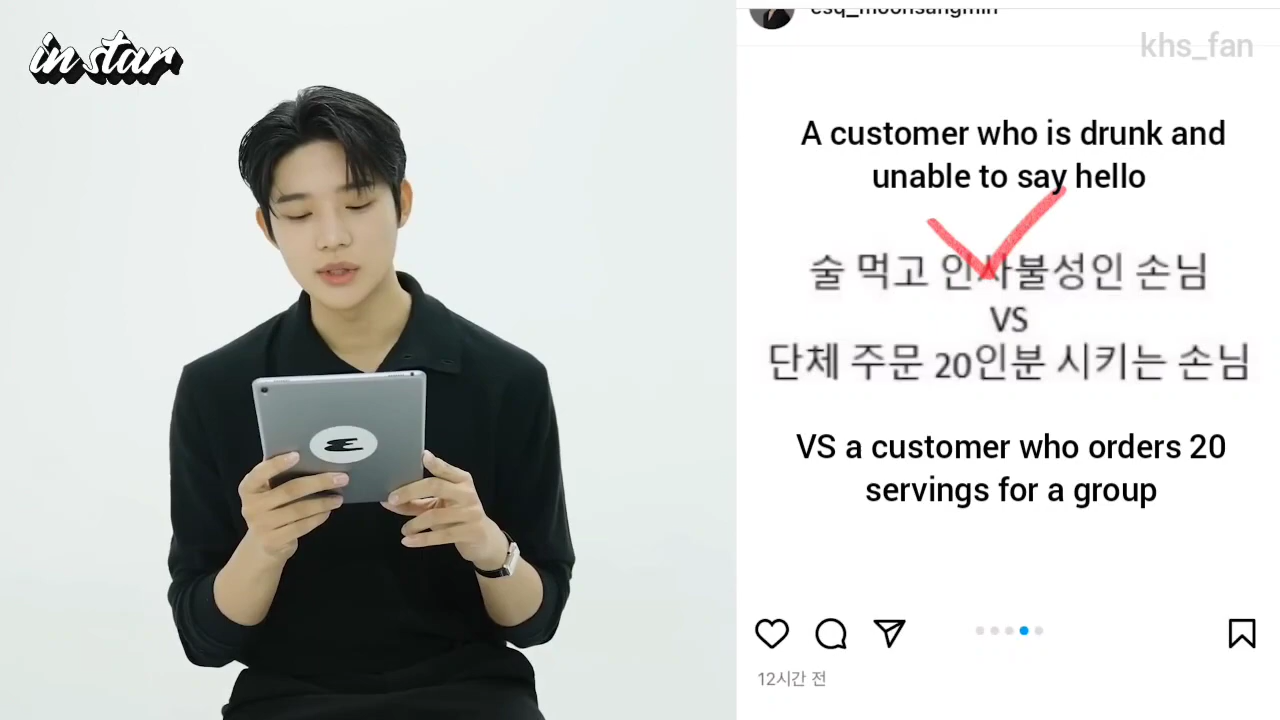 in star
esq_moonsangmin
khs_fan
A customer who is drunk and
unable to say hello
술 먹고 인사불성인 손님
VS
단체 주문 20인분 시키는 손님
VS a customer who orders 20
servings for a group
12시간 전